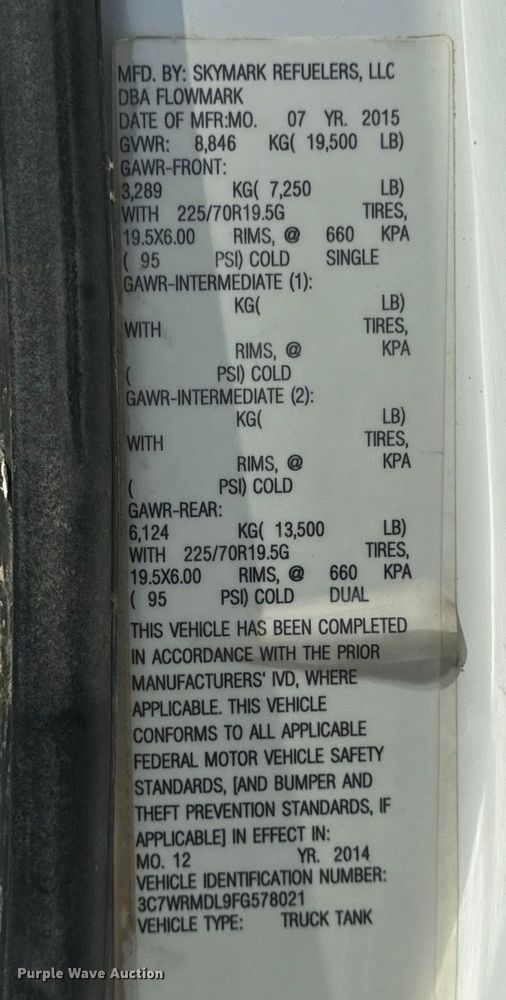 MFD. BY: SKYMARK REFUELERS, LLC
DBA FLOWMARK
DATE OF MFR:MO. 07 YR. 2015
GVWR: 8,846 KG( 19,500 LB)
GAWR-FRONT:
3,289 KG( 7,250 LB)
WITH 225/70R19.5G TIRES,
19.5X6.00 RIMS, @ 660 KPA
( 95 PSI) COLD SINGLE
GAWR-INTERMEDIATE (1):
KG( LB)
WITH TIRES,
RIMS, @ KPA
( PSI) COLD
GAWR-INTERMEDIATE (2):
KG( LB)
WITH TIRES,
RIMS, @ KPA
( PSI) COLD
GAWR-REAR:
6,124 KG( 13,500 LB)
WITH 225/70R19.5G TIRES,
19.5X6.00 RIMS, @ 660 KPA
( 95 PSI) COLD DUAL
THIS VEHICLE HAS BEEN COMPLETED
IN ACCORDANCE WITH THE PRIOR
MANUFACTURERS' IVD, WHERE
APPLICABLE. THIS VEHICLE
CONFORMS TO ALL APPLICABLE
FEDERAL MOTOR VEHICLE SAFETY
STANDARDS, [AND BUMPER AND
THEFT PREVENTION STANDARDS, IF
APPLICABLE] IN EFFECT IN:
MO. 12 YR. 2014
VEHICLE IDENTIFICATION NUMBER:
3C7WRMDL9FG578021
VEHICLE TYPE: TRUCK TANK
Purple Wave Auction